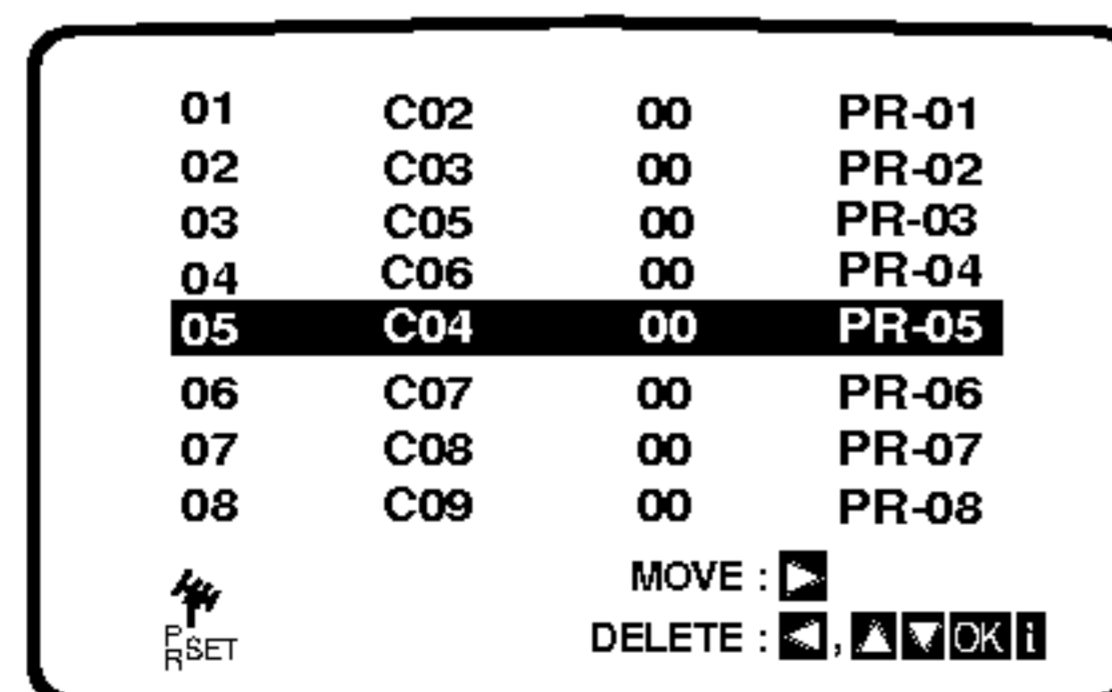 01 C02 00 PR-01
02 C03 00 PR-02
03 C05 00 PR-03
04 C06 00 PR-04
05 C04 00 PR-05
06 C07 00 PR-06
07 C08 00 PR-07
08 C09 00 PR-08
MOVE : ▷
PR SET DELETE : ◁, △ ▽ OK i